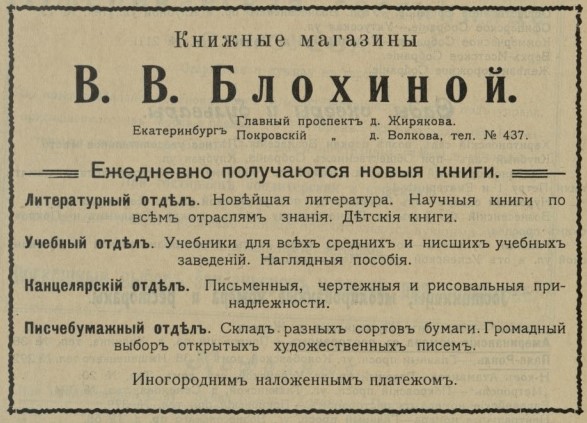 Книжные магазины
В. В. Блохиной.
Екатеринбургъ Главный проспектъ д. Жирякова.
Покровскій „ д. Волкова, тел. № 437.
Ежедневно получаются новыя книги.
Литературный отдѣлъ. Новѣйшая литература. Научныя книги по
всѣмъ отраслямъ знанія. Дѣтскія книги.
Учебный отдѣлъ. Учебники для всѣхъ среднихъ и нисшихъ учебныхъ
заведеній. Наглядныя пособія.
Канцелярскій отдѣлъ. Письменныя, чертежныя и рисовальныя при-
надлежности.
Писчебумажный отдѣлъ. Складъ разныхъ сортовъ бумаги. Громадный
выборъ открытыхъ художественныхъ писемъ.
Иногороднимъ наложеннымъ платежомъ.